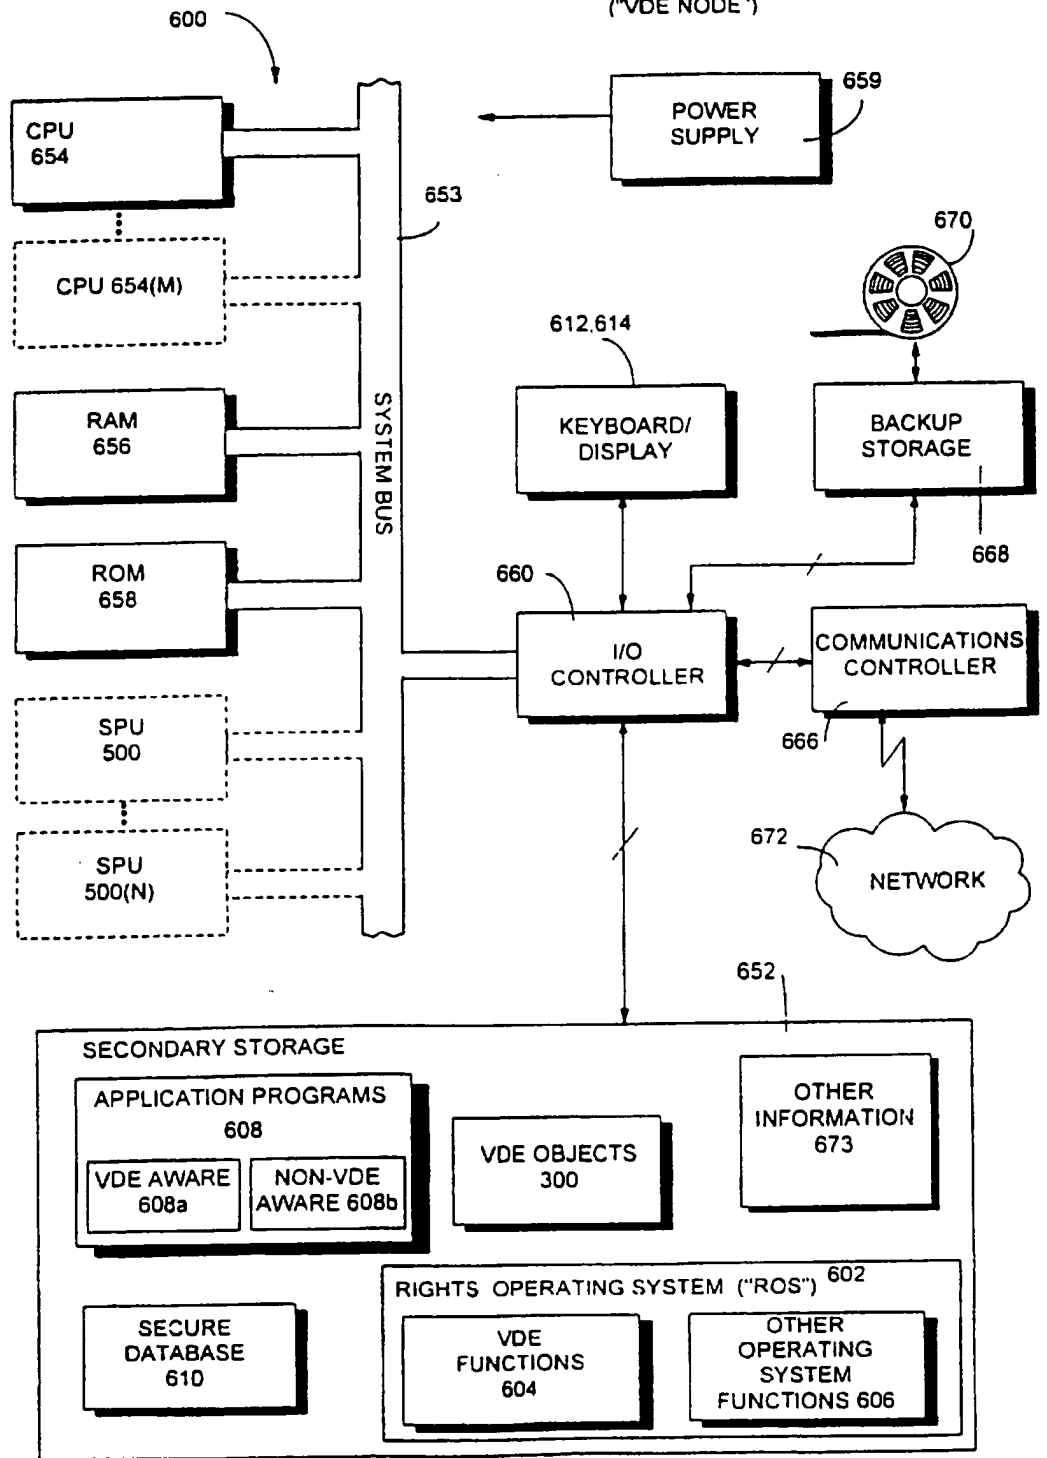 ("VDE NODE")
600
CPU
654
POWER
SUPPLY
659
653
CPU 654(M)
670
612,614
RAM
656
SYSTEM BUS
KEYBOARD/
DISPLAY
BACKUP
STORAGE
668
ROM
658
660
I/O
CONTROLLER
COMMUNICATIONS
CONTROLLER
666
SPU
500
SPU
500(N)
672
NETWORK
652
SECONDARY STORAGE
APPLICATION PROGRAMS
608
VDE AWARE
608a
NON-VDE
AWARE 608b
VDE OBJECTS
300
OTHER
INFORMATION
673
SECURE
DATABASE
610
RIGHTS OPERATING SYSTEM ("ROS") 602
VDE
FUNCTIONS
604
OTHER
OPERATING
SYSTEM
FUNCTIONS 606